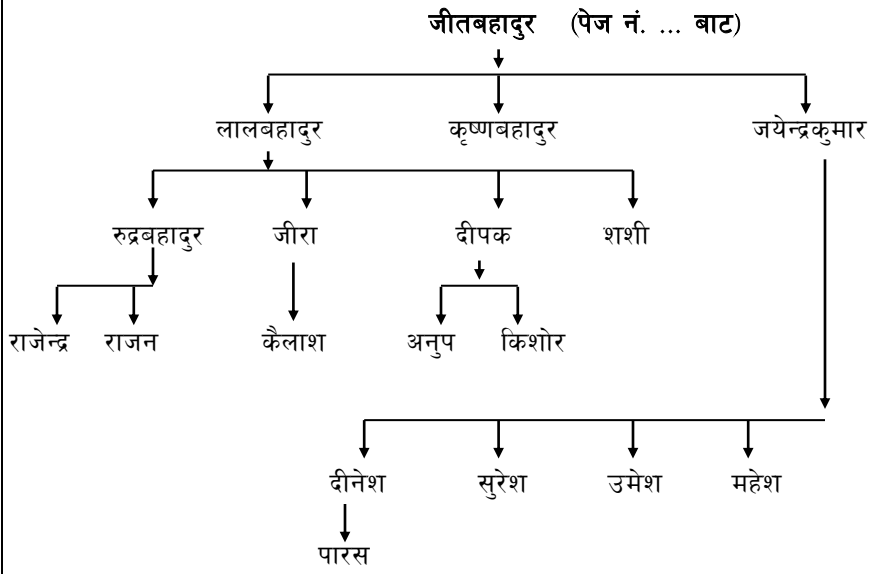 जीतबहादुर (पेज नं. ... बाट)
लालबहादुर कृष्णबहादुर जयेन्द्रकुमार
रुद्रबहादुर जीरा दीपक शशी
राजेन्द्र राजन कैलाश अनुप किशोर
दीनेश सुरेश उमेश महेश
पारस